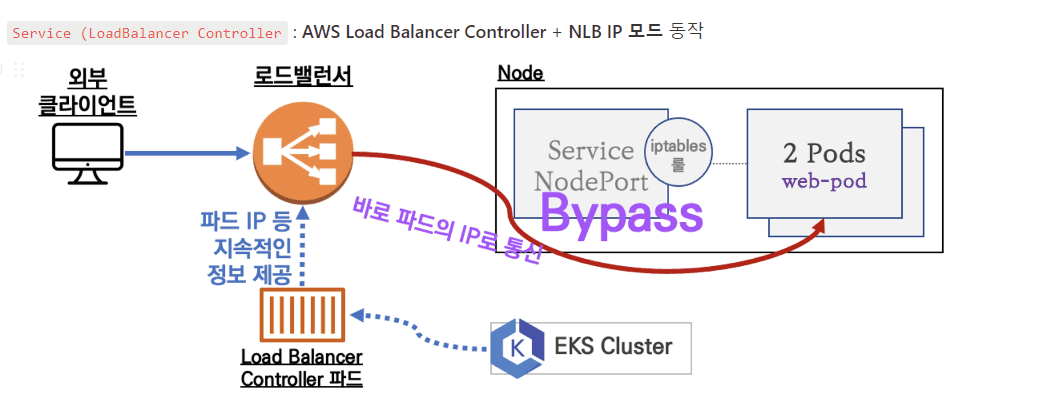 Service (LoadBalancer Controller : AWS Load Balancer Controller + NLB IP 모드 동작
외부
클라이언트
로드밸런서
Node
Service
NodePort
iptables
룰
2 Pods
web-pod
Bypass
바로 파드의 IP로 통신
파드 IP 등
지속적인
정보 제공
Load Balancer
Controller 파드
K
EKS Cluster